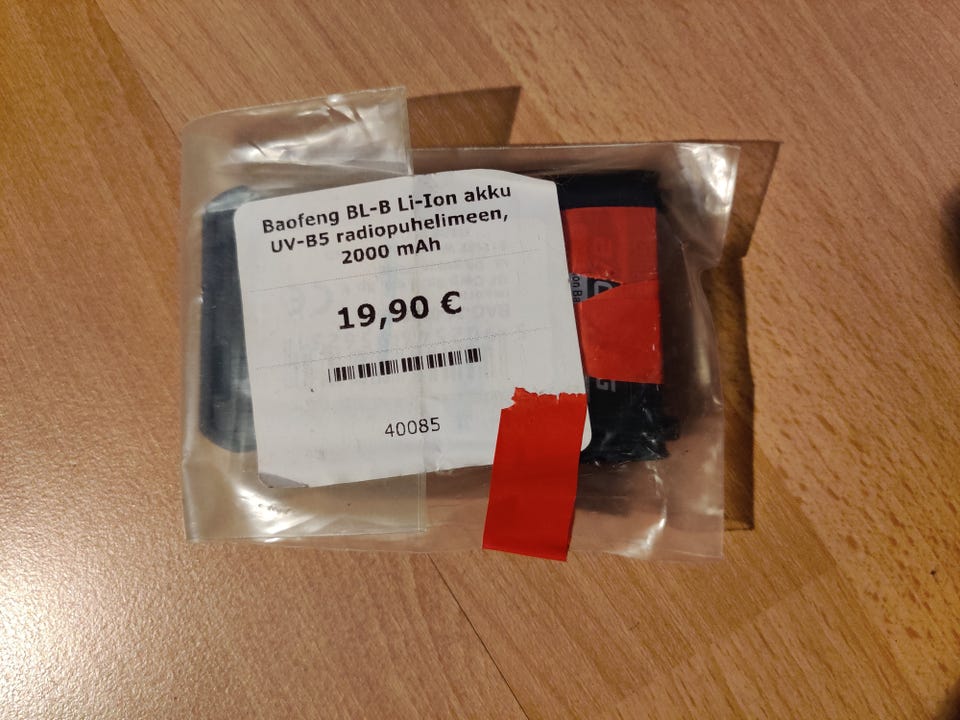 Baofeng BL-B Li-Ion akku
UV-B5 radiopuhelimeen,
2000 mAh
19,90 €
40085